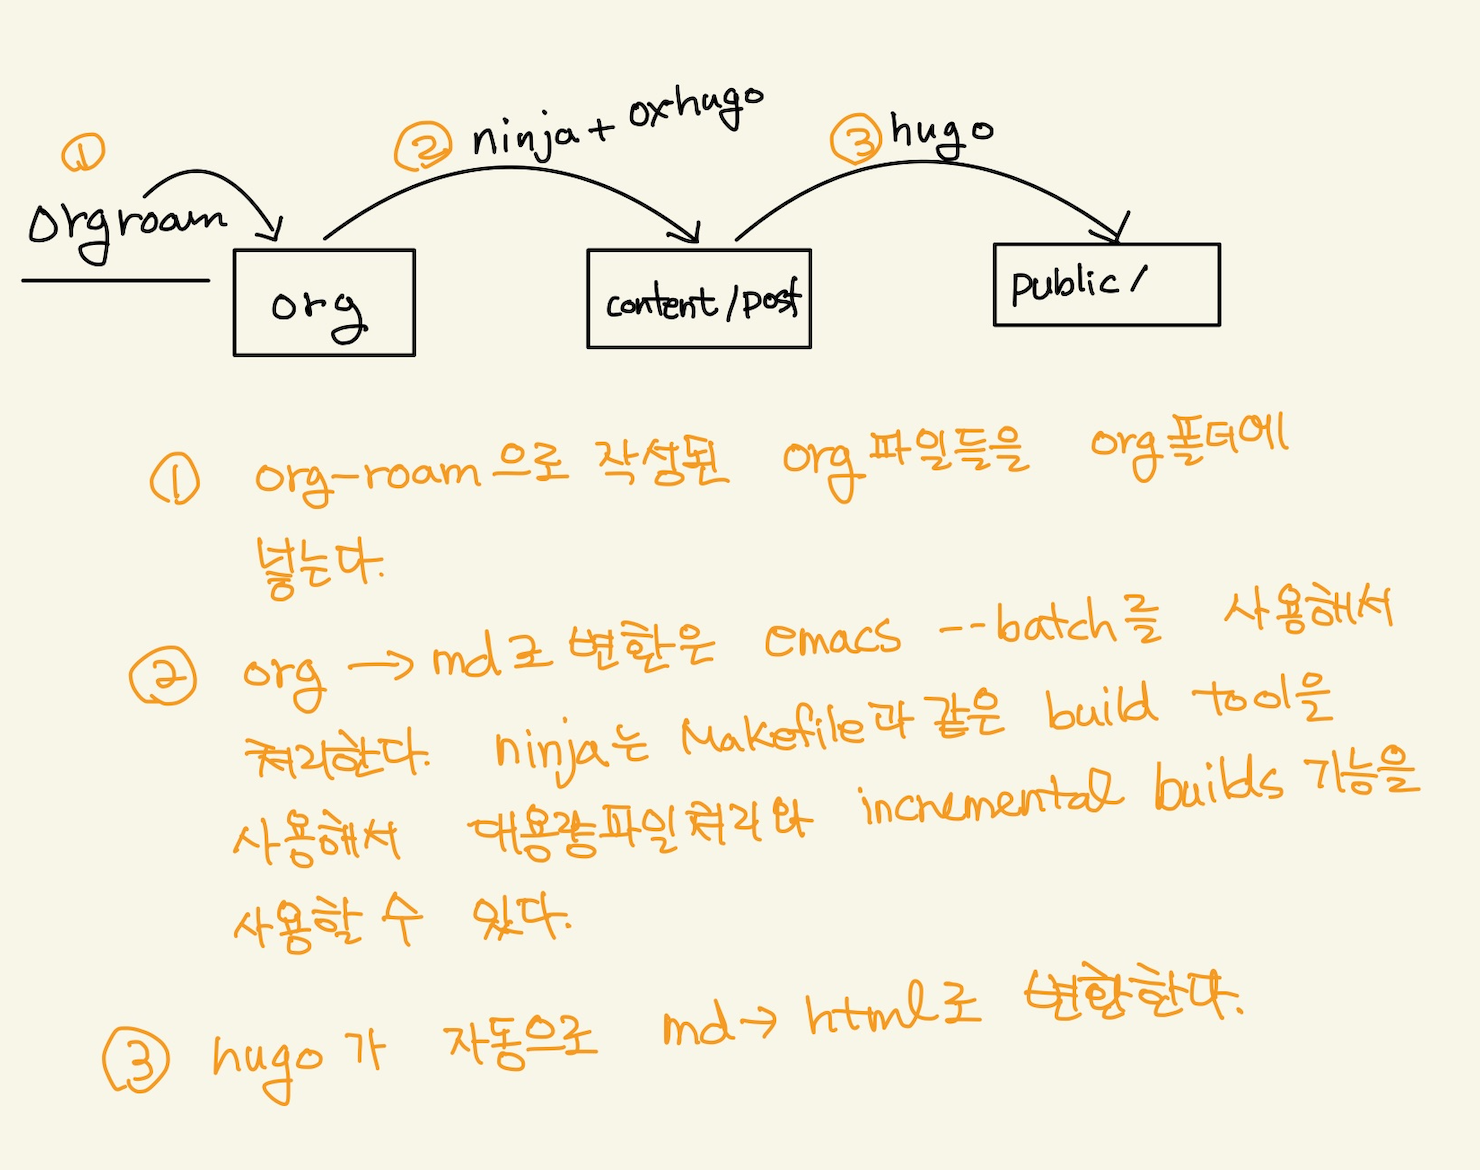 ①
orgroam
② ninja + oxhugo
③ hugo
org
content/post
public/
① org-roam으로 작성된 org파일들을 org폴더에
넣는다.
② org → md로 변환은 emacs --batch를 사용해서
처리한다. ninja는 Makefile과 같은 build tool을
사용해서 대용량파일처리와 incremental builds 기능을
사용할 수 있다.
③ hugo가 자동으로 md→ html로 변환한다.